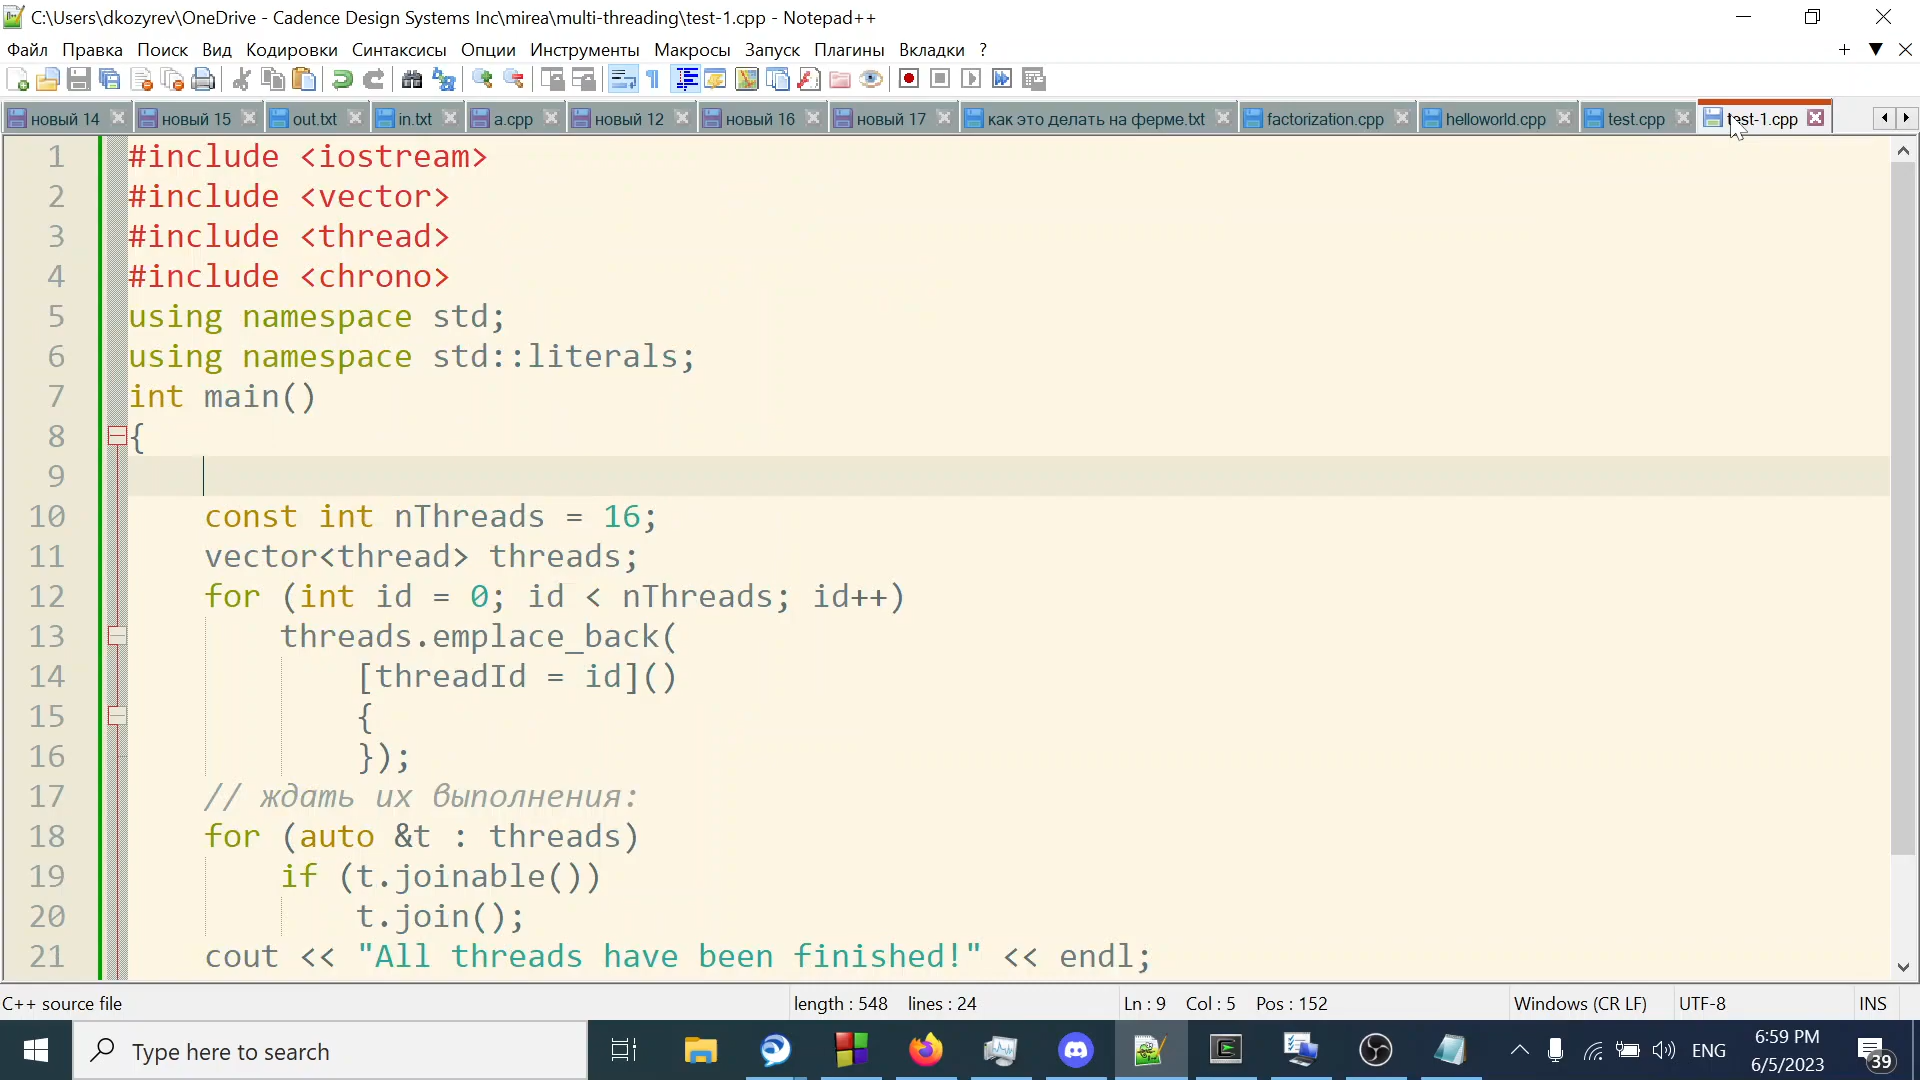 C:\Users\dkozyrev\OneDrive - Cadence Design Systems Inc\mirea\multi-threading\test-1.cpp - Notepad++
Файл Правка Поиск Вид Кодировки Синтаксисы Опции Инструменты Макросы Запуск Плагины Вкладки ?
новый 14 новый 15 out.txt in.txt a.cpp новый 12 новый 16 новый 17 как это делать на ферме.txt factorization.cpp helloworld.cpp test.cpp test-1.cpp
1 #include <iostream>
2 #include <vector>
3 #include <thread>
4 #include <chrono>
5 using namespace std;
6 using namespace std::literals;
7 int main()
8 {
9
10 const int nThreads = 16;
11 vector<thread> threads;
12 for (int id = 0; id < nThreads; id++)
13 threads.emplace_back(
14 [threadId = id]()
15 {
16 });
17 // ждать их выполнения:
18 for (auto &t : threads)
19 if (t.joinable())
20 t.join();
21 cout << "All threads have been finished!" << endl;
C++ source file length : 548 lines : 24 Ln : 9 Col : 5 Pos : 152 Windows (CR LF) UTF-8 INS
Type here to search ENG 6:59 PM
6/5/2023 39